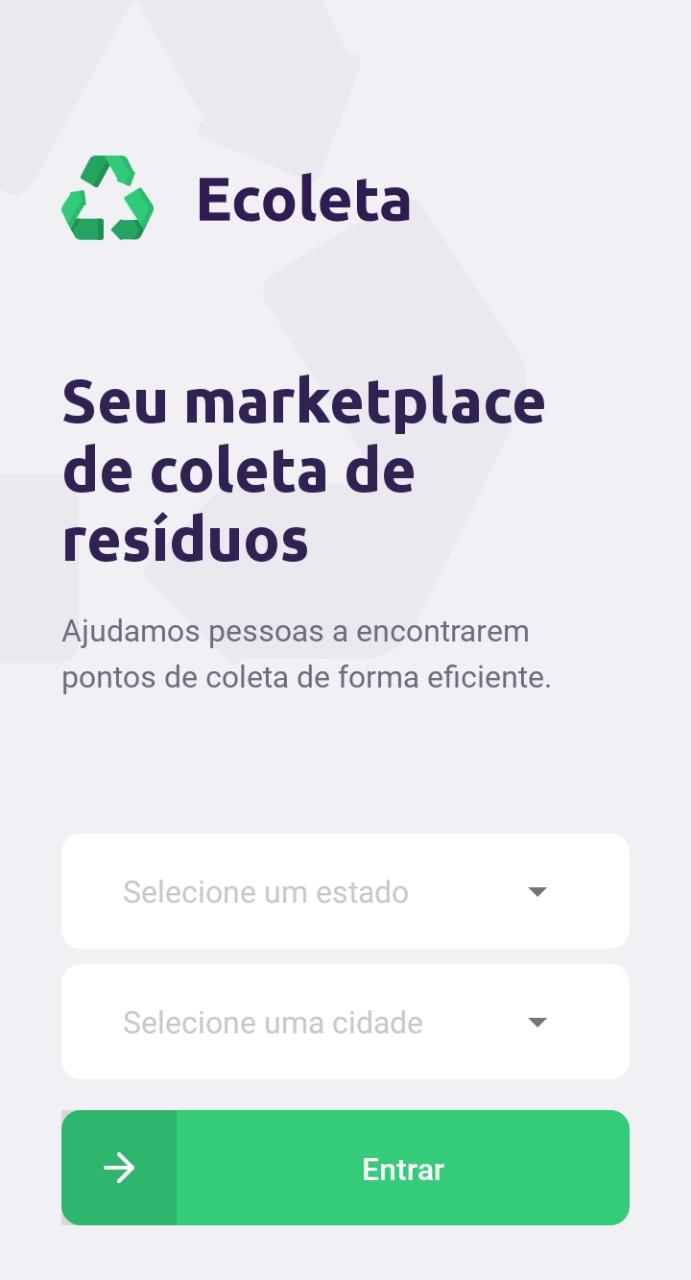 Ecoleta
Seu marketplace
de coleta de
resíduos
Ajudamos pessoas a encontrarem
pontos de coleta de forma eficiente.
Selecione um estado
Selecione uma cidade
Entrar